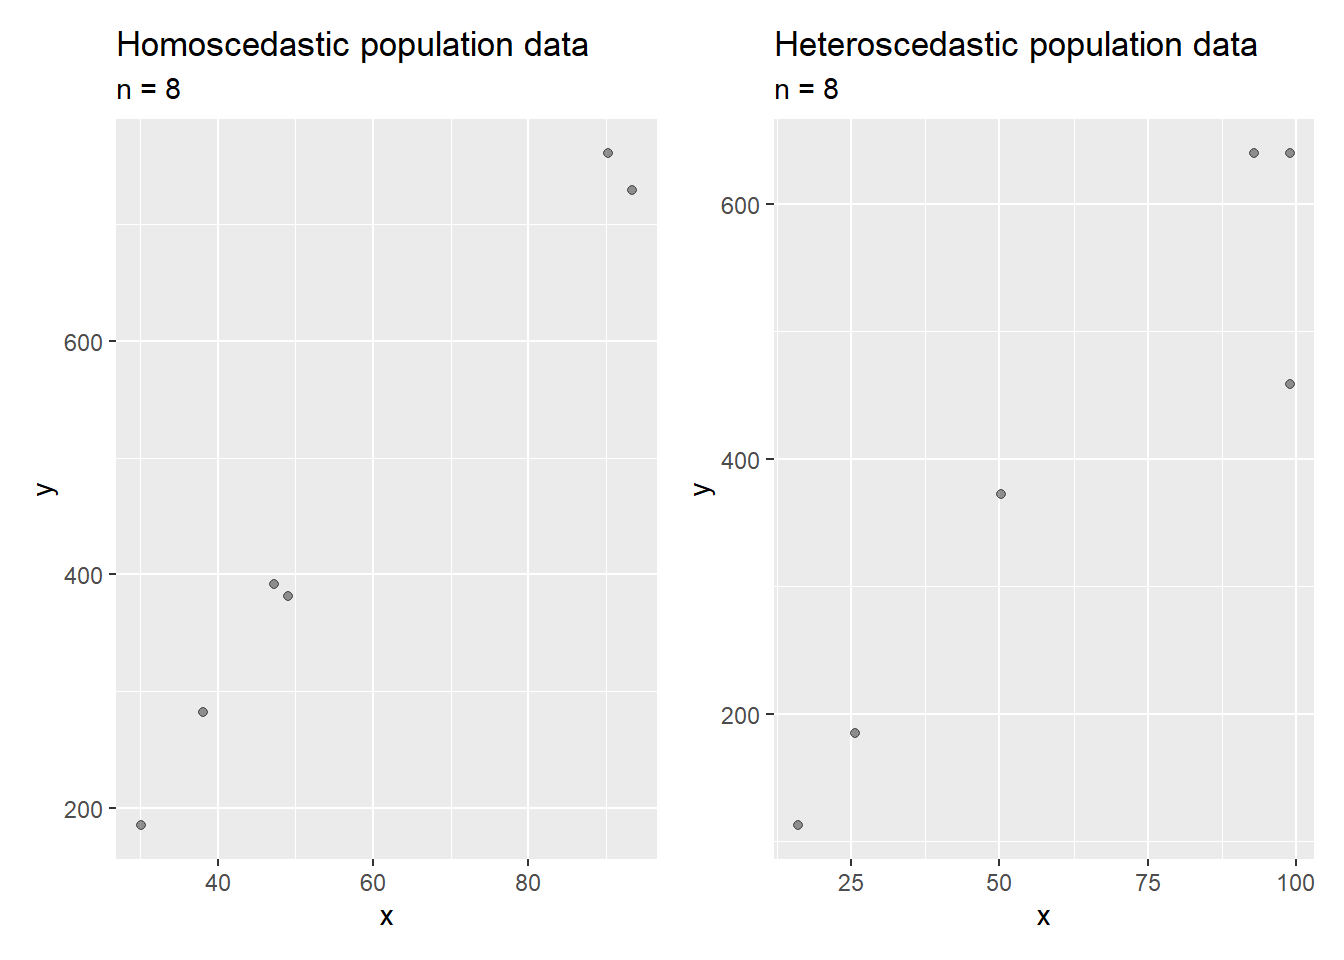 Homoscedastic population data
n = 8
600
400
200
y
40
60
80
x
Heteroscedastic population data
n = 8
600
400
200
y
25
50
75
100
x